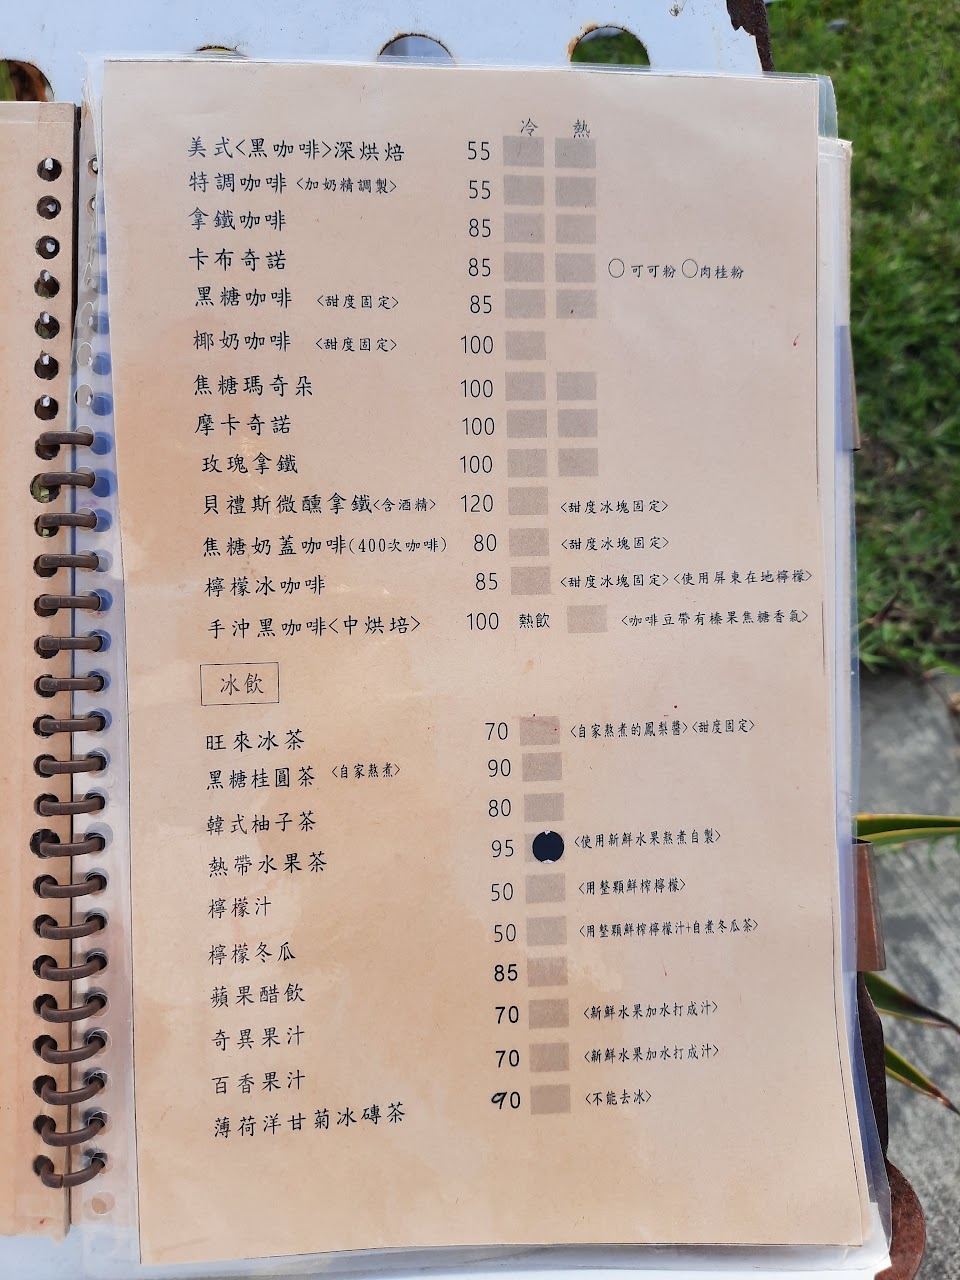 冷 熱
美式<黑咖啡>深烘焙 55
特調咖啡 <加奶精調製> 55
拿鐵咖啡 85
卡布奇諾 85 ○可可粉 ○肉桂粉
黑糖咖啡 <甜度固定> 85
椰奶咖啡 <甜度固定> 100
焦糖瑪奇朵 100
摩卡奇諾 100
玫瑰拿鐵 100
貝禮斯微醺拿鐵<含酒精> 120 <甜度冰塊固定>
焦糖奶蓋咖啡(400次咖啡) 80 <甜度冰塊固定>
檸檬冰咖啡 85 <甜度冰塊固定><使用屏東在地檸檬>
手沖黑咖啡<中烘培> 100 熱飲 <咖啡豆帶有榛果焦糖香氣>
冰飲
旺來冰茶 70 <自家熬煮的鳳梨醬><甜度固定>
黑糖桂圓茶 <自家熬煮> 90
韓式柚子茶 80
熱帶水果茶 95 <使用新鮮水果熬煮自製>
檸檬汁 50 <用整顆鮮榨檸檬>
檸檬冬瓜 50 <用整顆鮮榨檸檬汁+自煮冬瓜茶>
蘋果醋飲 85
奇異果汁 70 <新鮮水果加水打成汁>
百香果汁 70 <新鮮水果加水打成汁>
薄荷洋甘菊冰磚茶 90 <不能去冰>